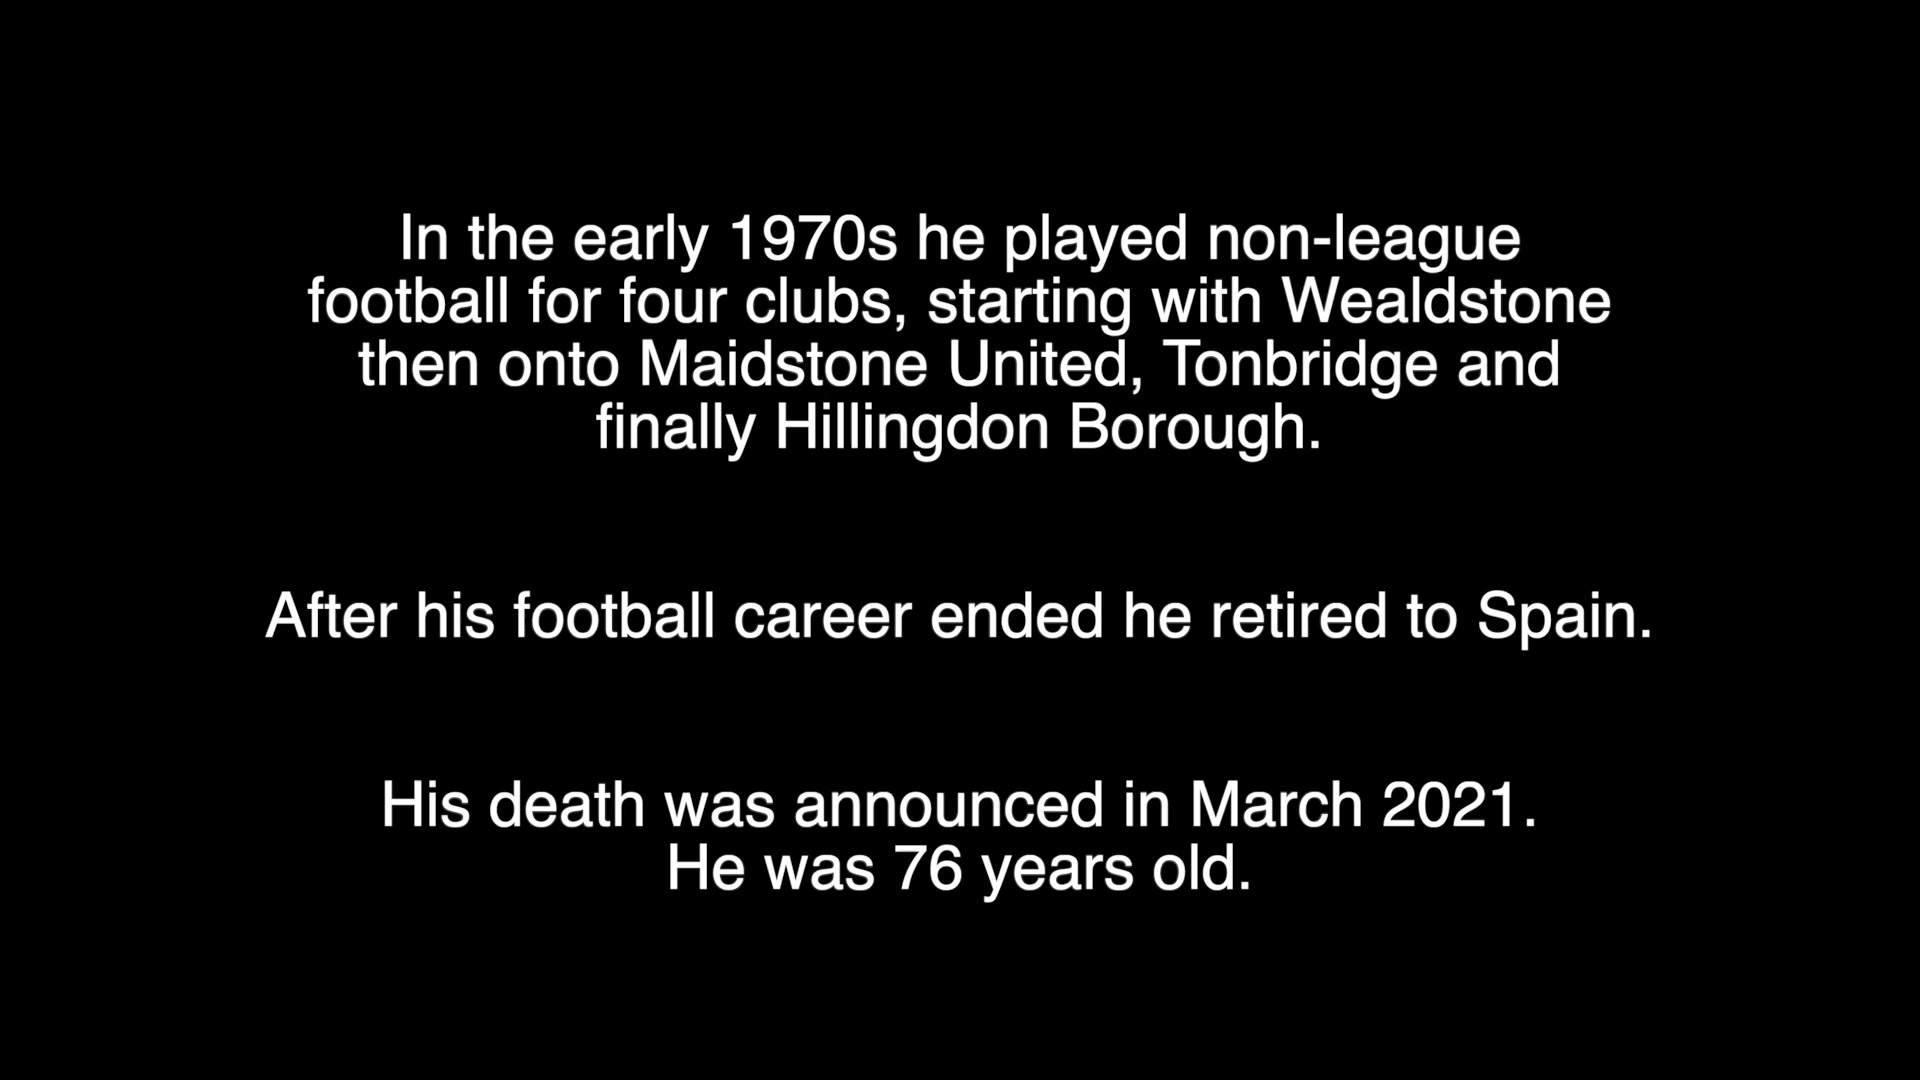 In the early 1970s he played non-league
football for four clubs, starting with Wealdstone
then onto Maidstone United, Tonbridge and
finally Hillingdon Borough.
After his football career ended he retired to Spain.
His death was announced in March 2021.
He was 76 years old.